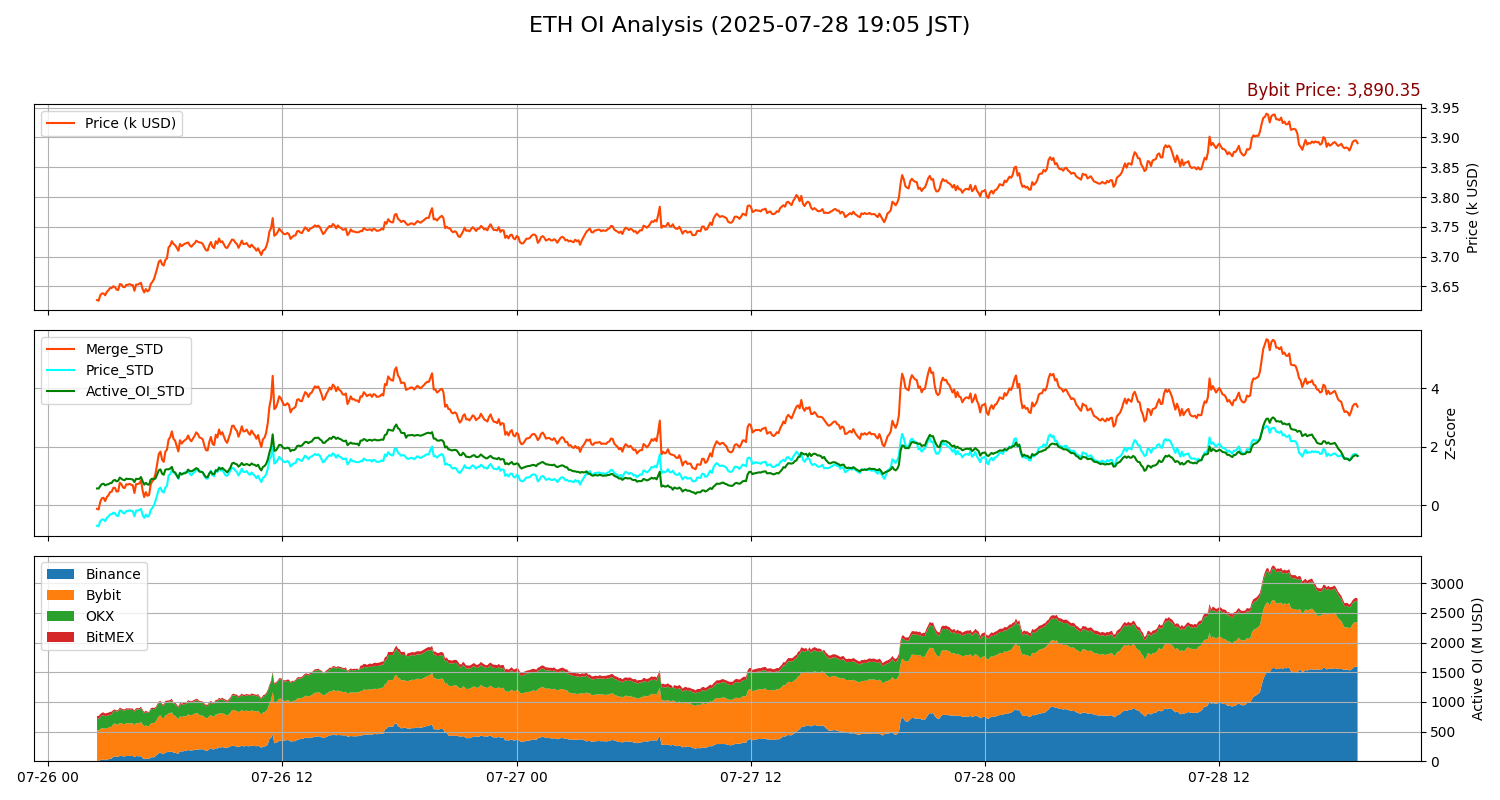 ETH OI Analysis (2025-07-28 19:05 JST)
Bybit Price: 3,890.35
Price (k USD)
3.95
3.90
3.85
3.80
3.75
3.70
3.65
Price (k USD)
Merge_STD
Price_STD
Active_OI_STD
4
2
0
Z-Score
Binance
Bybit
OKX
BitMEX
3000
2500
2000
1500
1000
500
0
Active OI (M USD)
07-26 00
07-26 12
07-27 00
07-27 12
07-28 00
07-28 12